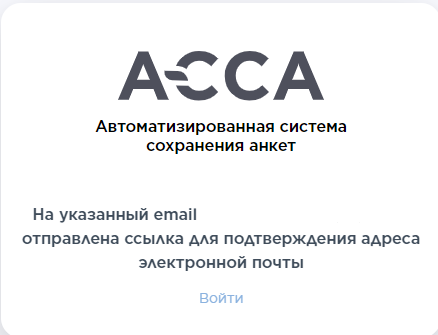 АССА
Автоматизированная система
сохранения анкет
На указанный email
отправлена ссылка для подтверждения адреса
электронной почты
Войти